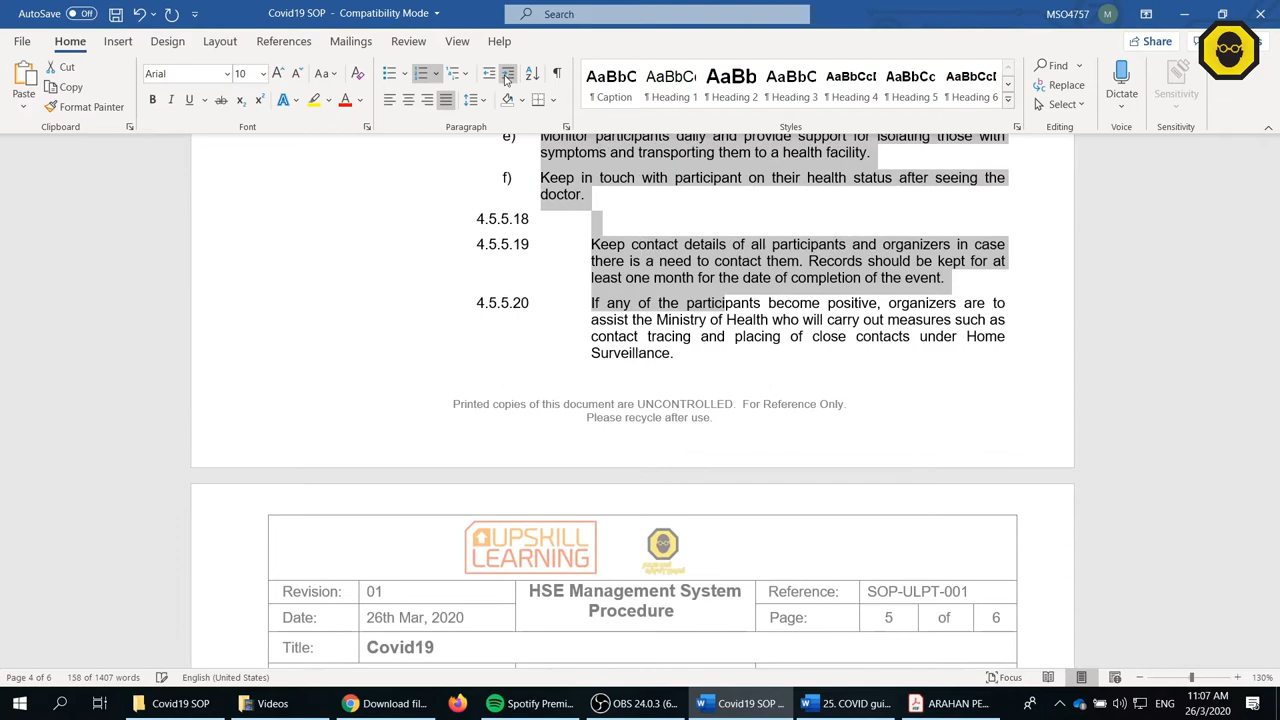 AutoSave Off Covid19 SOP - Compatibility Mode Search MSO4757 M
File Home Insert Design Layout References Mailings Review View Help Share
Paste Cut Copy Format Painter Clipboard
Arial 10 Aa B I U ab x₂ x² A A Font
Paragraph
AaBbC AaBbCc AaBb AaBbC AaBbCcI AaBbCc AaBbCcI
¶ Caption ¶ Heading 1 ¶ Heading 2 ¶ Heading 3 ¶ Heading 4 ¶ Heading 5 ¶ Heading 6
Styles
Find Replace Select Editing
Dictate Voice
Sensitivity Sensitivity
e) Monitor participants daily and provide support for isolating those with
symptoms and transporting them to a health facility.
f) Keep in touch with participant on their health status after seeing the
doctor.
4.5.5.18
4.5.5.19 Keep contact details of all participants and organizers in case
there is a need to contact them. Records should be kept for at
least one month for the date of completion of the event.
4.5.5.20 If any of the participants become positive, organizers are to
assist the Ministry of Health who will carry out measures such as
contact tracing and placing of close contacts under Home
Surveillance.
Printed copies of this document are UNCONTROLLED. For Reference Only.
Please recycle after use.
UPSKILL
LEARNING
Revision: 01 HSE Management System Procedure Reference: SOP-ULPT-001
Date: 26th Mar, 2020 Page: 5 of 6
Title: Covid19
Page 4 of 6 158 of 1407 words English (United States) Focus 130%
Covid19 SOP Videos Download fil... Spotify Premi... OBS 24.0.3 (6... Covid19 SOP ... 25. COVID gui... ARAHAN PE... ENG 11:07 AM
26/3/2020